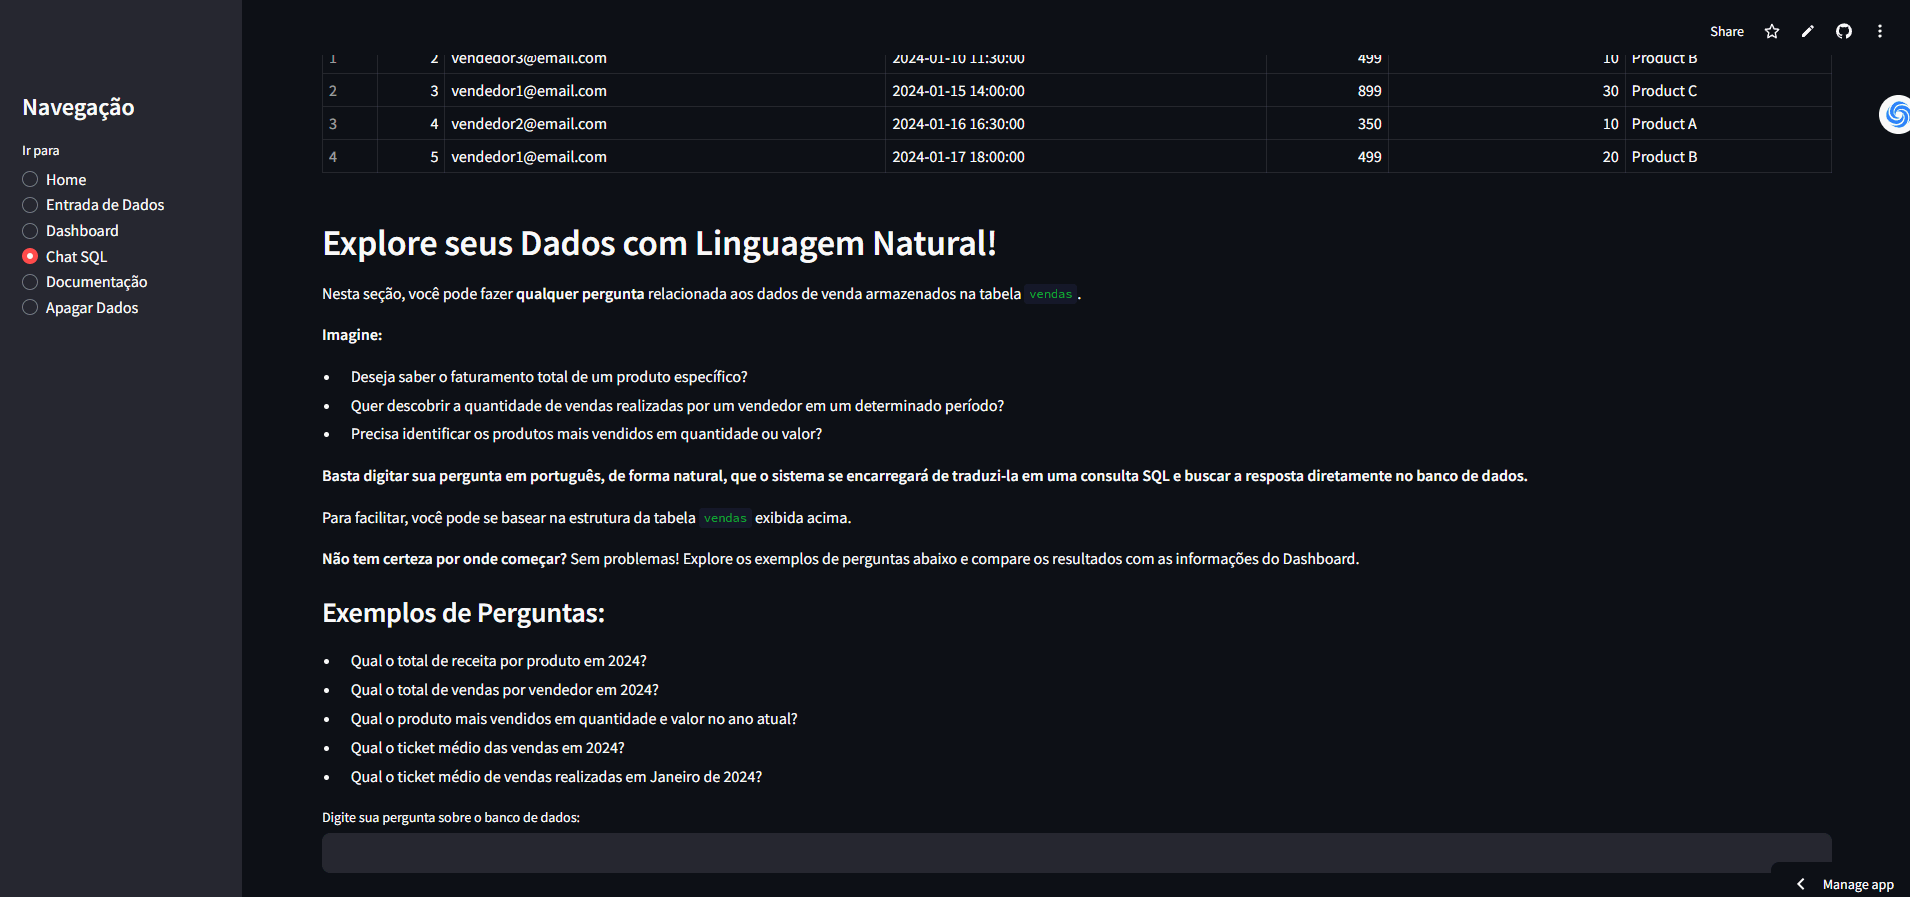 Share
Navegação
Ir para
Home
Entrada de Dados
Dashboard
Chat SQL
Documentação
Apagar Dados
1 2 vendedor3@email.com 2024-01-10 11:30:00 499 10 Product B
2 3 vendedor1@email.com 2024-01-15 14:00:00 899 30 Product C
3 4 vendedor2@email.com 2024-01-16 16:30:00 350 10 Product A
4 5 vendedor1@email.com 2024-01-17 18:00:00 499 20 Product B
Explore seus Dados com Linguagem Natural!
Nesta seção, você pode fazer qualquer pergunta relacionada aos dados de venda armazenados na tabela vendas.
Imagine:
• Deseja saber o faturamento total de um produto específico?
• Quer descobrir a quantidade de vendas realizadas por um vendedor em um determinado período?
• Precisa identificar os produtos mais vendidos em quantidade ou valor?
Basta digitar sua pergunta em português, de forma natural, que o sistema se encarregará de traduzi-la em uma consulta SQL e buscar a resposta diretamente no banco de dados.
Para facilitar, você pode se basear na estrutura da tabela vendas exibida acima.
Não tem certeza por onde começar? Sem problemas! Explore os exemplos de perguntas abaixo e compare os resultados com as informações do Dashboard.
Exemplos de Perguntas:
• Qual o total de receita por produto em 2024?
• Qual o total de vendas por vendedor em 2024?
• Qual o produto mais vendidos em quantidade e valor no ano atual?
• Qual o ticket médio das vendas em 2024?
• Qual o ticket médio de vendas realizadas em Janeiro de 2024?
Digite sua pergunta sobre o banco de dados:
Manage app